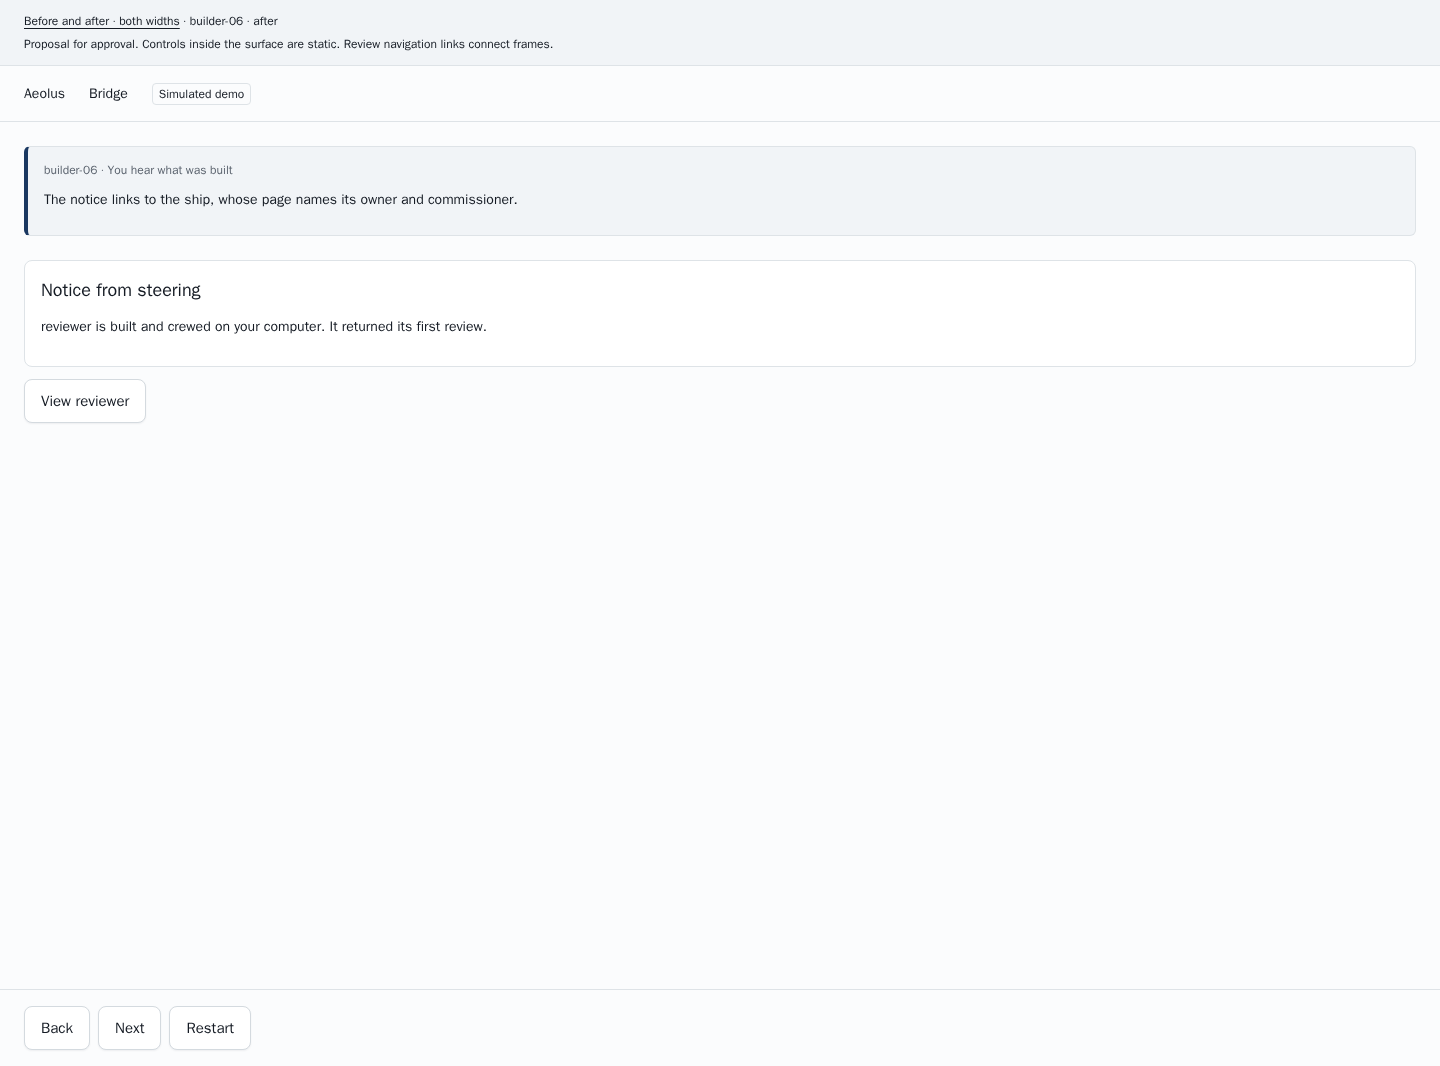 Before and after · both widths · builder-06 · after
Proposal for approval. Controls inside the surface are static. Review navigation links connect frames.
Aeolus Bridge Simulated demo
builder-06 · You hear what was built
The notice links to the ship, whose page names its owner and commissioner.
Notice from steering
reviewer is built and crewed on your computer. It returned its first review.
View reviewer
Back Next Restart